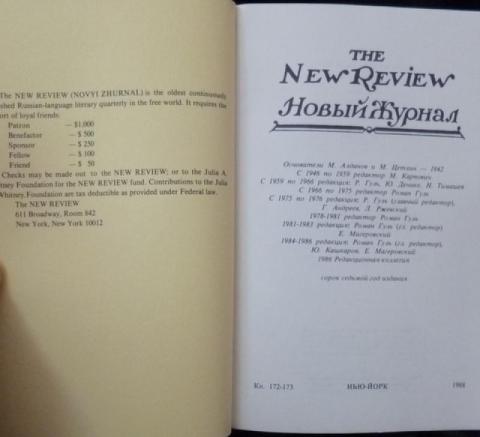 The NEW REVIEW (NOVYI ZHURNAL) is the oldest continuously
shed Russian-language literary quarterly in the free world. It requires the
ort of loyal friends:
Patron — $1,000
Benefactor — $ 500
Sponsor — $ 250
Fellow — $ 100
Friend — $ 50
Checks may be made out to the NEW REVIEW; or to the Julia A.
tney Foundation for the NEW REVIEW fund. Contributions to the Julia
Whitney Foundation are tax deductible as provided under Federal law.
The NEW REVIEW
611 Broadway, Room 842
New York, New York 10012
THE
NEW REVIEW
Новый Журнал
Основатели М. Алданов и М. Цетлин — 1942
С 1946 по 1959 редактор М. Карпович
С 1959 по 1966 редакция: Р. Гуль, Ю. Денике, Н. Тимашев
С 1966 по 1975 редактор Роман Гуль
С 1975 по 1976 редакция: Р. Гуль (главный редактор),
Г. Андреев, Л. Ржевский
1978-1981 редактор Роман Гуль
1981-1983 редакция: Роман Гуль (гл. редактор),
Е. Магеровский
1984-1986 редакция: Роман Гуль (гл. редактор),
Ю. Кашкаров, Е. Магеровский
1986 Редакционная коллегия
сорок седьмой год издания
Кн. 172-173 НЬЮ-ЙОРК 1988